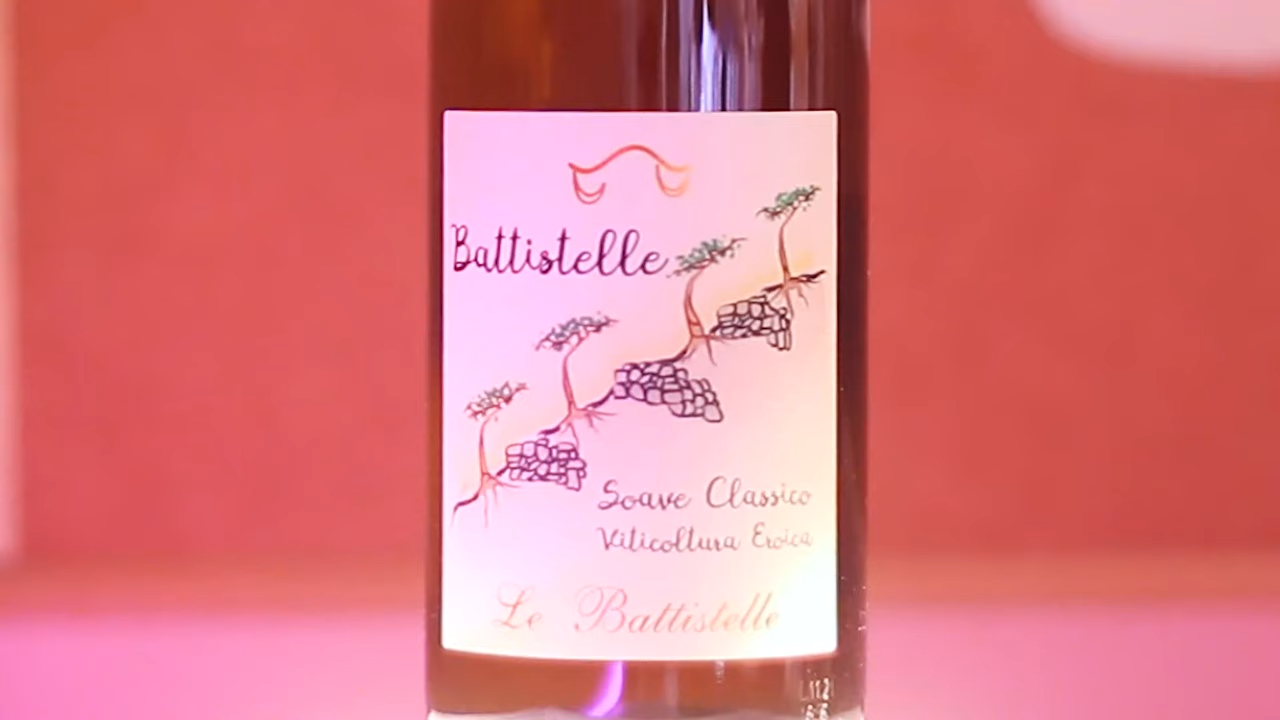 Battistelle
Soave Classico
Viticoltura Eroica
Le Battistelle